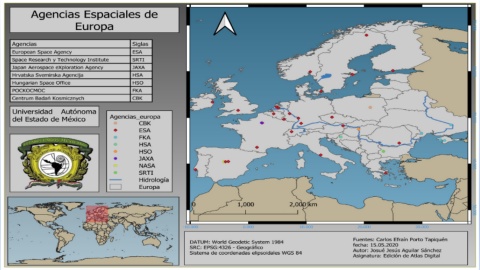 Agencias Espaciales de
Europa
Agencias Siglas
European Space Agency ESA
Space Research y Technology Institute SRTI
Japan Aerospace eXploration Agency JAXA
Hrvatska Svemirska Agencija HSA
Hungarian Space Office HSO
РОСКОСМОС FKA
Centrum Badań Kosmicznych CBK
Universidad Autónoma
del Estado de México
Agencias_europa
CBK
ESA
FKA
HSA
HSO
JAXA
NASA
SRTI
Hidrología
Europa
0 1,000 2,000 km
DATUM: World Geodetic System 1984
SRC: EPSG:4326 - Geográfico
Sistema de coordenadas elipsoidales WGS 84
Fuentes: Carlos Efraín Porto Tapiquén
fecha: 13.05.2020
Autor: Josué Jesús Aguilar Sánchez
Asignatura: Edición de Atlas Digital